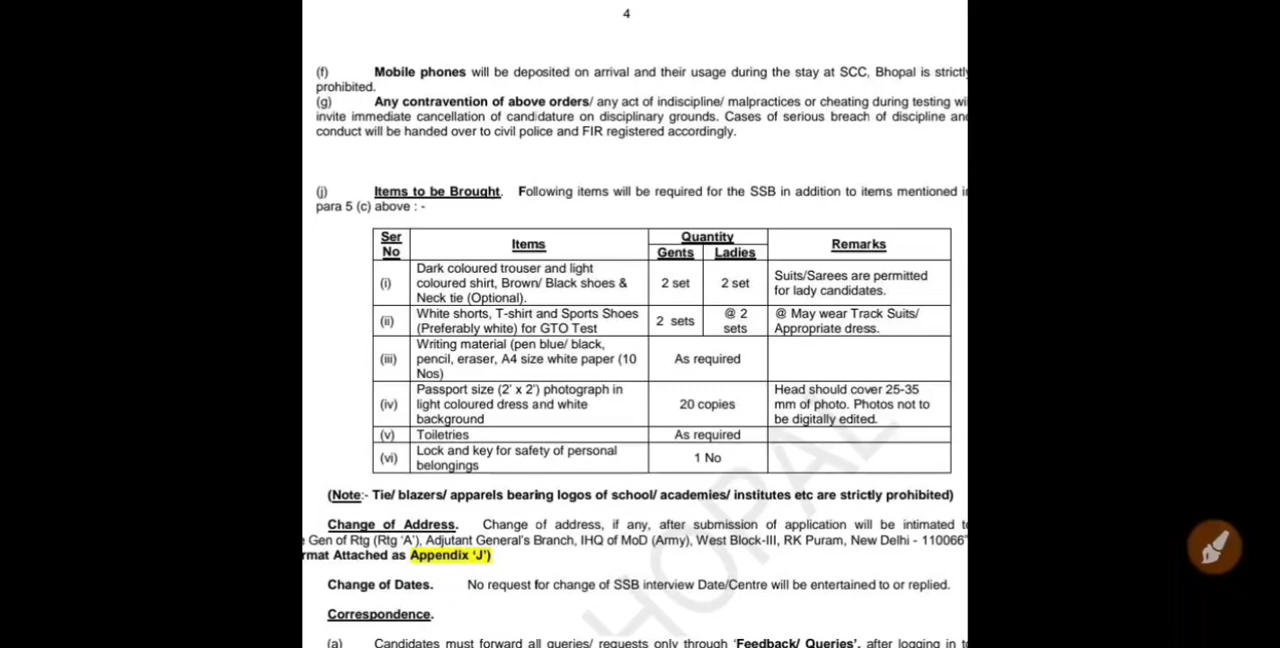 4
(f) Mobile phones will be deposited on arrival and their usage during the stay at SCC, Bhopal is strictly
prohibited.
(g) Any contravention of above orders/ any act of indiscipline/ malpractices or cheating during testing wi
invite immediate cancellation of candidature on disciplinary grounds. Cases of serious breach of discipline and
conduct will be handed over to civil police and FIR registered accordingly.
(j) Items to be Brought. Following items will be required for the SSB in addition to items mentioned i
para 5 (c) above : -
Ser No Items Quantity Remarks
Gents Ladies
(i) Dark coloured trouser and light
coloured shirt, Brown/ Black shoes &
Neck tie (Optional).
2 set 2 set
Suits/Sarees are permitted
for lady candidates.
(ii) White shorts, T-shirt and Sports Shoes
(Preferably white) for GTO Test
2 sets @ 2 sets
@ May wear Track Suits/
Appropriate dress.
(iii) Writing material (pen blue/ black,
pencil, eraser, A4 size white paper (10
Nos)
As required
(iv) Passport size (2' x 2') photograph in
light coloured dress and white
background
20 copies
Head should cover 25-35
mm of photo. Photos not to
be digitally edited.
(v) Toiletries As required
(vi) Lock and key for safety of personal
belongings
1 No
(Note:- Tie/ blazers/ apparels bearing logos of school/ academies/ institutes etc are strictly prohibited)
Change of Address. Change of address, if any, after submission of application will be intimated t
e Gen of Rtg (Rtg 'A'), Adjutant General's Branch, IHQ of MoD (Army), West Block-III, RK Puram, New Delhi - 110066"
rmat Attached as Appendix 'J')
Change of Dates. No request for change of SSB interview Date/Centre will be entertained to or replied.
Correspondence.
(a) Candidates must forward all queries/ requests only through 'Feedback/ Queries', after logging in t
HOPAL